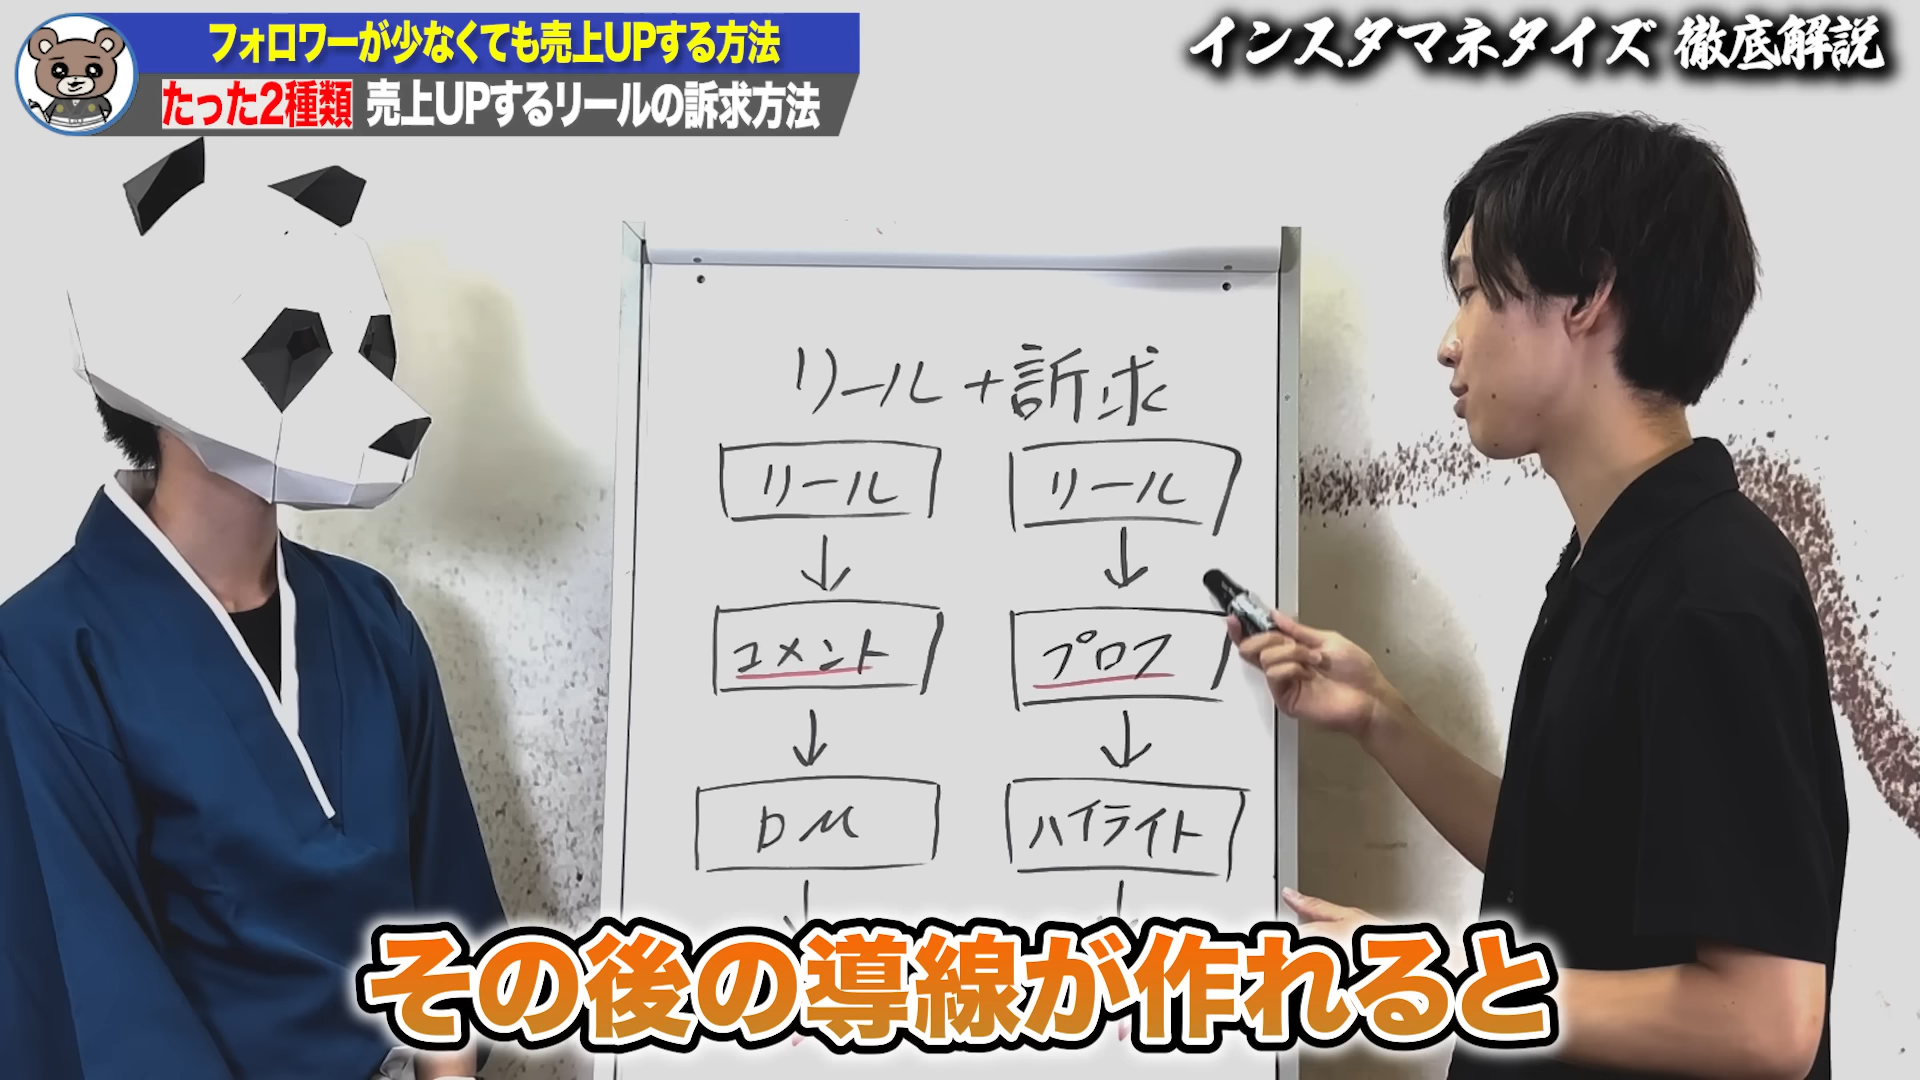 フォロワーが少なくても売上UPする方法
たった2種類 売上UPするリールの訴求方法
インスタマネタイズ 徹底解説
リール+訴求
リール リール
コメント プロフ
DM ハイライト
その後の導線が作れると